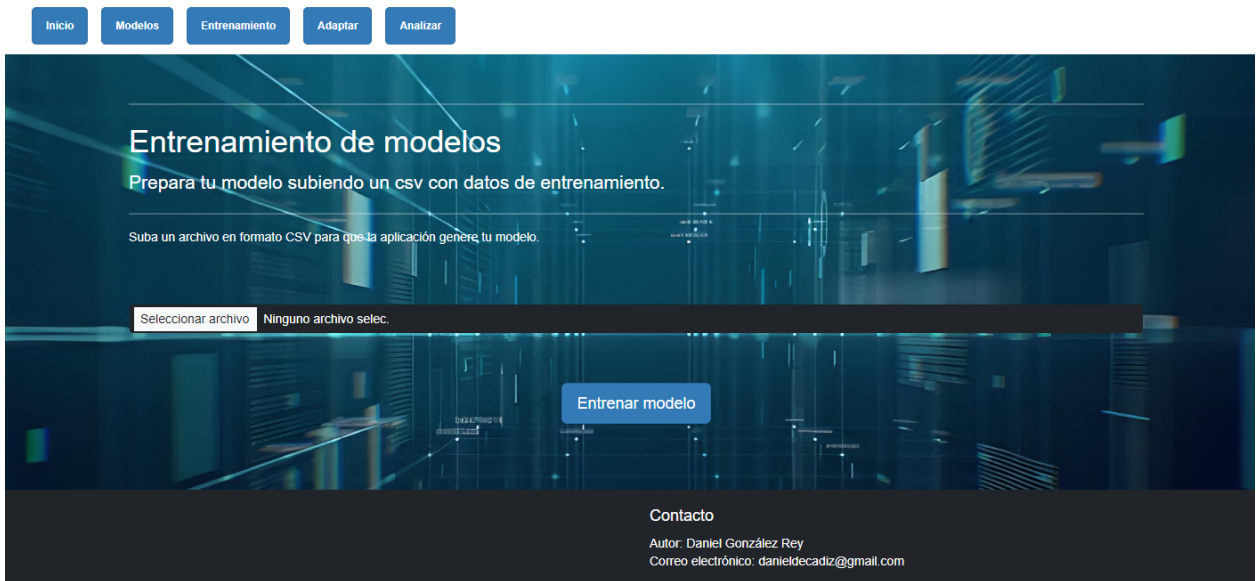 Inicio
Modelos
Entrenamiento
Adaptar
Analizar
Entrenamiento de modelos
Prepara tu modelo subiendo un csv con datos de entrenamiento.
Suba un archivo en formato CSV para que la aplicación genere tu modelo.
Seleccionar archivo Ninguno archivo selec.
Entrenar modelo
Contacto
Autor: Daniel González Rey
Correo electrónico: danieldecadiz@gmail.com